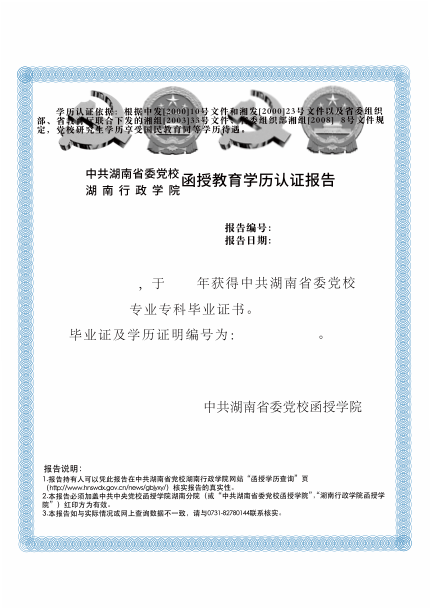 学历认证依据：根据中发[2000]10号文件和湘发[2000]23号文件以及省委组织
部、省教育厅联合下发的湘组[2003]33号文件、省委组织部湘组[2008] 8号文件规
定，党校研究生学历享受国民教育同等学历待遇。
中共湖南省委党校
湖南行政学院
函授教育学历认证报告
报告编号：
报告日期：
，于 年获得中共湖南省委党校
专业专科毕业证书。
毕业证及学历证明编号为： 。
中共湖南省委党校函授学院
报告说明：
1.报告持有人可以凭此报告在中共湖南省党校湖南行政学院网站“函授学历查询”页
（http://www.hnswdx.gov.cn/news/gbjyxy/）核实报告的真实性。
2.本报告必须加盖中共中央党校函授学院湖南分院（或“中共湖南省委党校函授学院”、“湖南行政学院函授学
院”）红印方为有效。
3.本报告如与实际情况或网上查询数据不一致，请与0731-82780144联系核实。